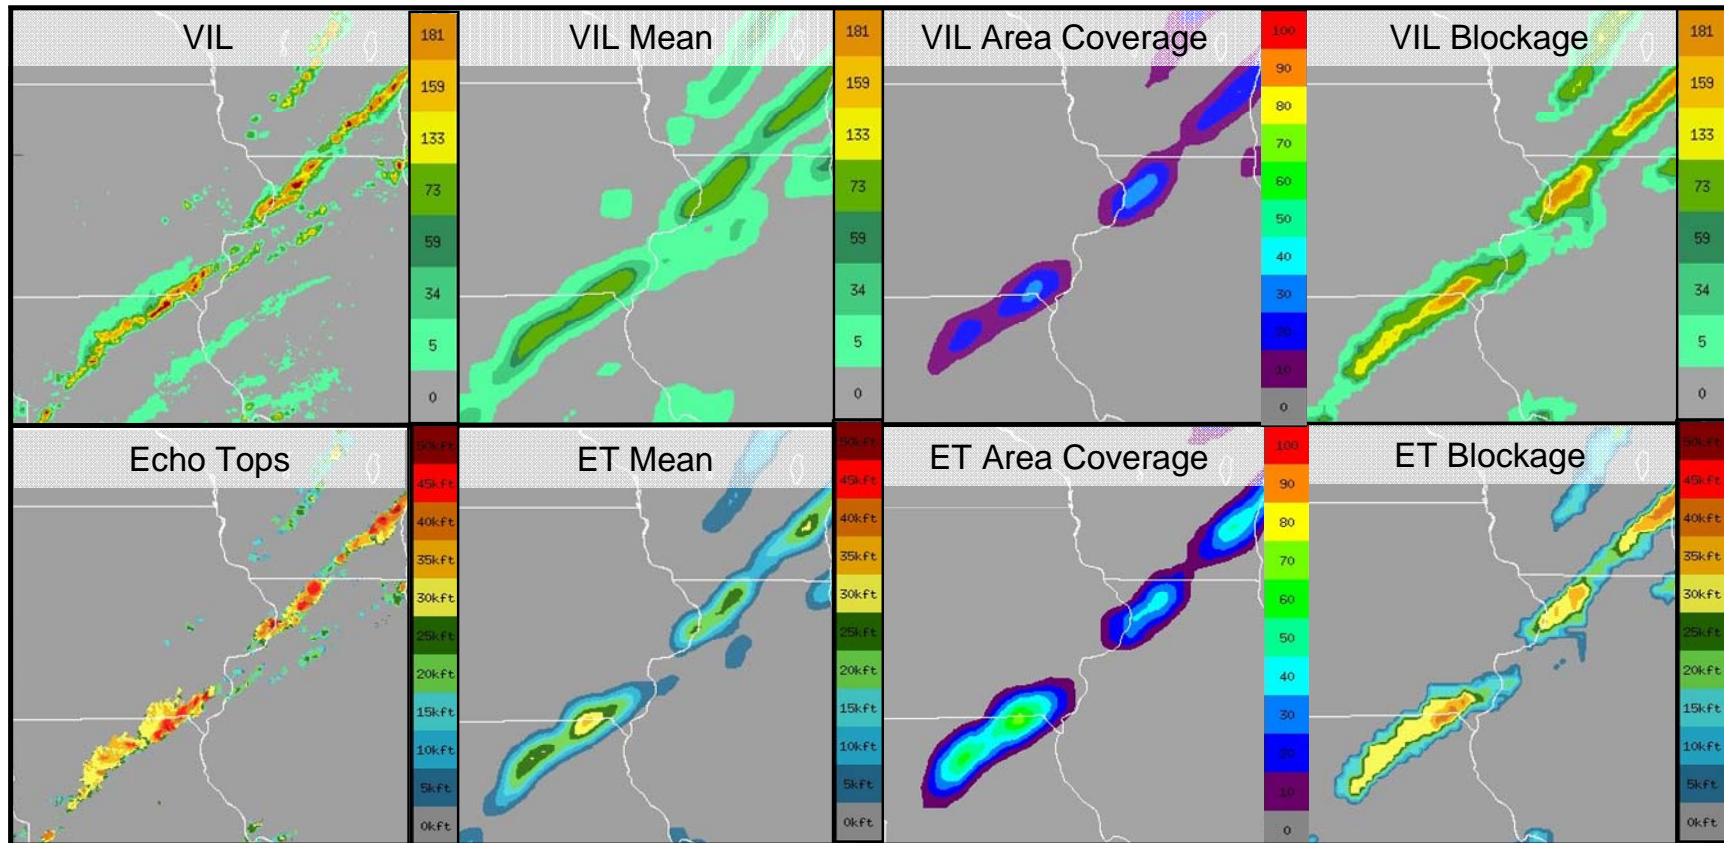 VIL
181
159
133
73
59
34
5
0
VIL Mean
181
159
133
73
59
34
5
0
VIL Area Coverage
100
90
80
70
60
50
40
30
20
10
0
VIL Blockage
181
159
133
73
59
34
5
0
Echo Tops
50kft
45kft
40kft
35kft
30kft
25kft
20kft
15kft
10kft
5kft
0kft
ET Mean
50kft
45kft
40kft
35kft
30kft
25kft
20kft
15kft
10kft
5kft
0kft
ET Area Coverage
100
90
80
70
60
50
40
30
20
10
0
ET Blockage
50kft
45kft
40kft
35kft
30kft
25kft
20kft
15kft
10kft
5kft
0kft